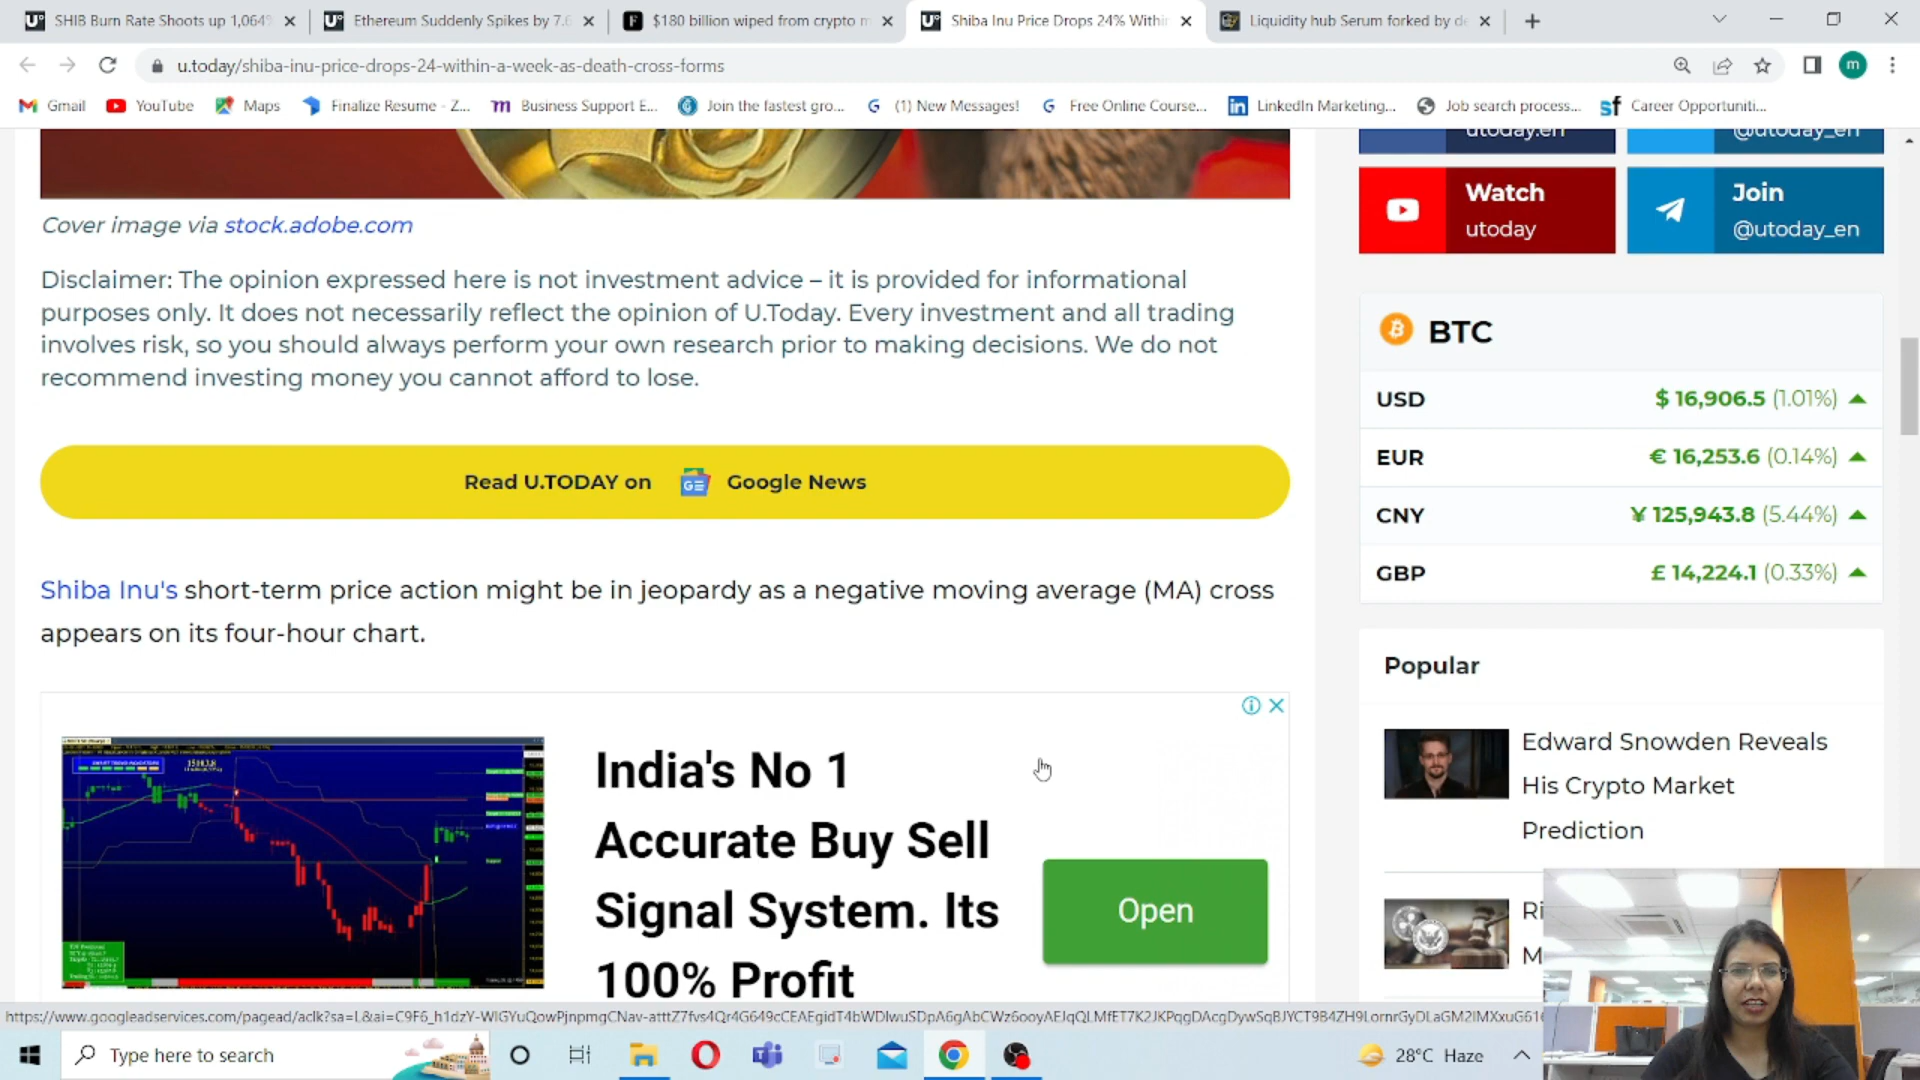 SHIB Burn Rate Shoots up 1,064%
Ethereum Suddenly Spikes by 7.6
$180 billion wiped from crypto m
Shiba Inu Price Drops 24% Within
Liquidity hub Serum forked by de
u.today/shiba-inu-price-drops-24-within-a-week-as-death-cross-forms
m
Gmail
YouTube
Maps
Finalize Resume - Z...
Business Support E...
Join the fastest gro...
(1) New Messages!
Free Online Course...
LinkedIn Marketing...
Job search process...
Career Opportuniti...
utoday.en
@utoday_en
Watch
utoday
Join
@utoday_en
Cover image via stock.adobe.com
Disclaimer: The opinion expressed here is not investment advice – it is provided for informational
purposes only. It does not necessarily reflect the opinion of U.Today. Every investment and all trading
involves risk, so you should always perform your own research prior to making decisions. We do not
recommend investing money you cannot afford to lose.
Read U.TODAY on Google News
Shiba Inu's short-term price action might be in jeopardy as a negative moving average (MA) cross
appears on its four-hour chart.
India's No 1
Accurate Buy Sell
Signal System. Its
100% Profit
Open
BTC
USD $ 16,906.5 (1.01%)
EUR € 16,253.6 (0.14%)
CNY ¥ 125,943.8 (5.44%)
GBP £ 14,224.1 (0.33%)
Popular
Edward Snowden Reveals
His Crypto Market
Prediction
Type here to search
28°C Haze